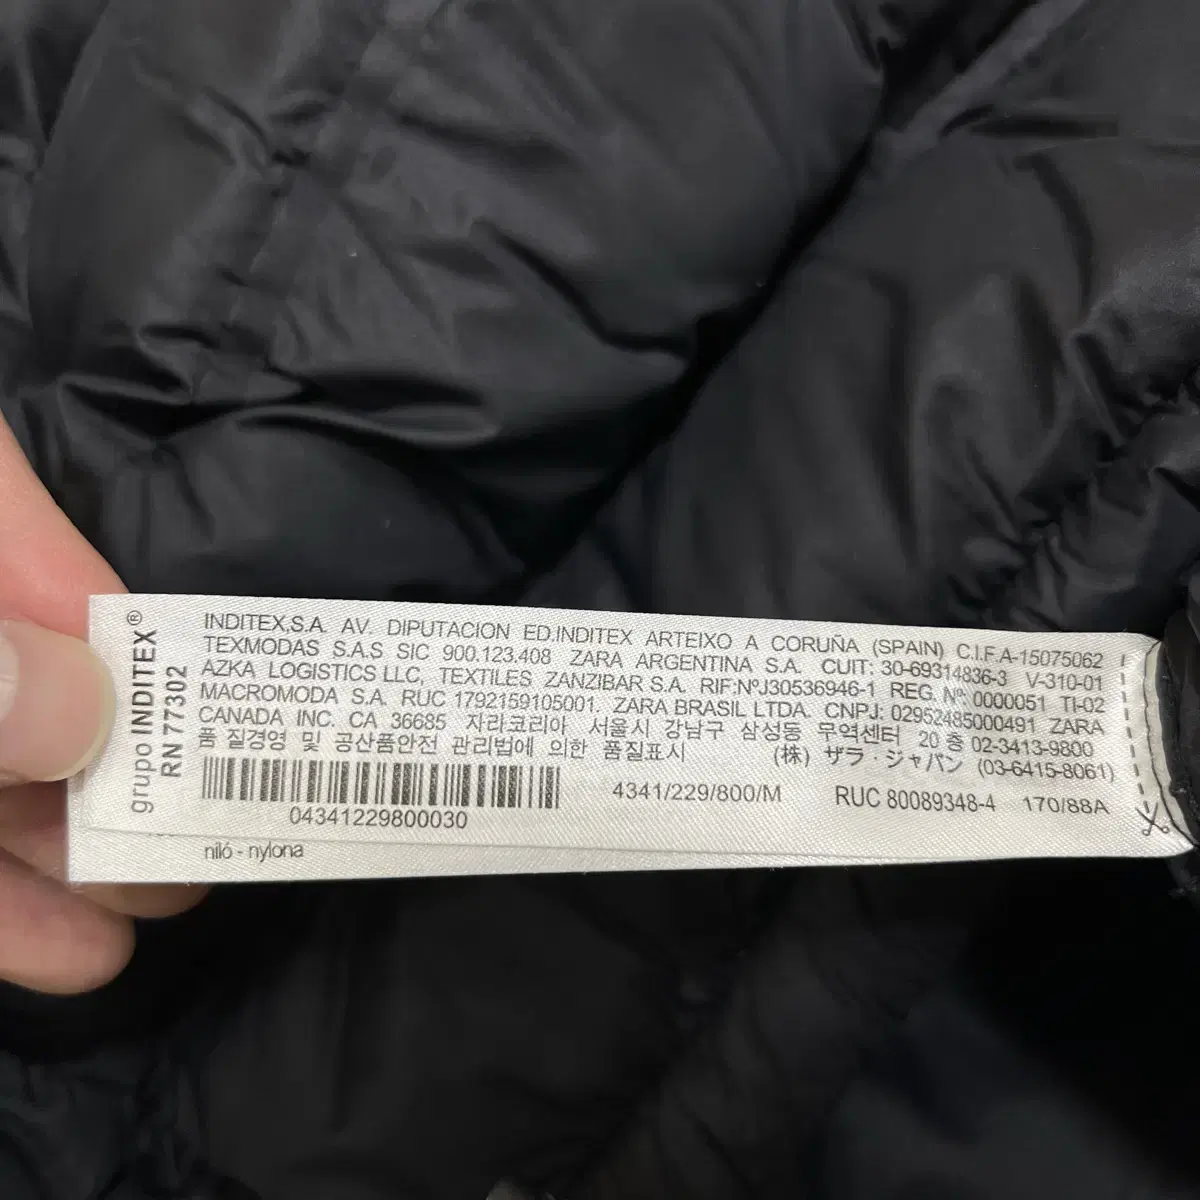 grupo INDITEX®
RN 77302
INDITEX,S.A. AV. DIPUTACION ED.INDITEX ARTEIXO A CORUÑA (SPAIN) C.I.F.A-15075062
TEXMODAS S.A.S SIC 900.123.408 ZARA ARGENTINA S.A. CUIT: 30-69314836-3 V-310-01
AZKA LOGISTICS LLC, TEXTILES ZANZIBAR S.A. RIF:NºJ30536946-1 REG. Nº: 0000051 TI-02
MACROMODA S.A. RUC 1792159105001. ZARA BRASIL LTDA. CNPJ: 02952485000491 ZARA
CANADA INC. CA 36685 자라코리아 서울시 강남구 삼성동 무역센터 20 층 02-3413-9800
품 질경영 및 공산품안전 관리법에 의한 품질표시 (株) ザラ・ジャパン (03-6415-8061)
04341229800030
4341/229/800/M RUC 80089348-4 170/88A
niló - nylona